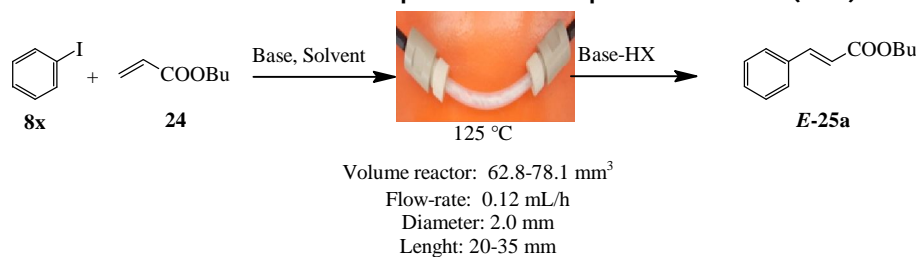 I
+
COOBu
Base, Solvent
Base-HX
COOBu
8x
24
125 °C
E-25a
Volume reactor: 62.8-78.1 mm³
Flow-rate: 0.12 mL/h
Diameter: 2.0 mm
Lenght: 20-35 mm